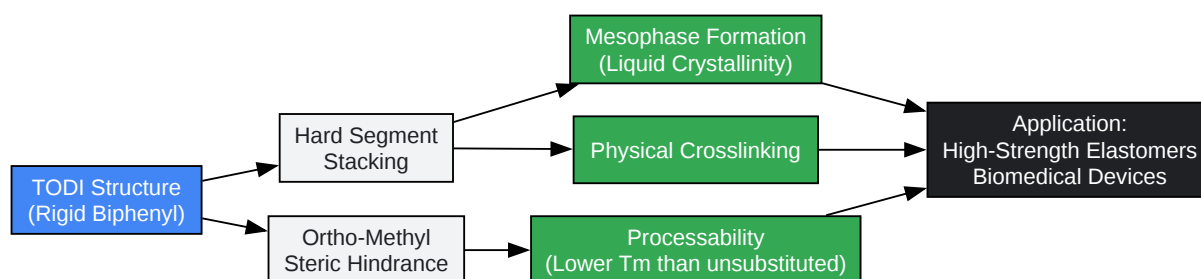 TODI Structure
(Rigid Biphenyl)
Hard Segment
Stacking
Ortho-Methyl
Steric Hindrance
Mesophase Formation
(Liquid Crystallinity)
Physical Crosslinking
Processability
(Lower Tm than unsubstituted)
Application:
High-Strength Elastomers
Biomedical Devices